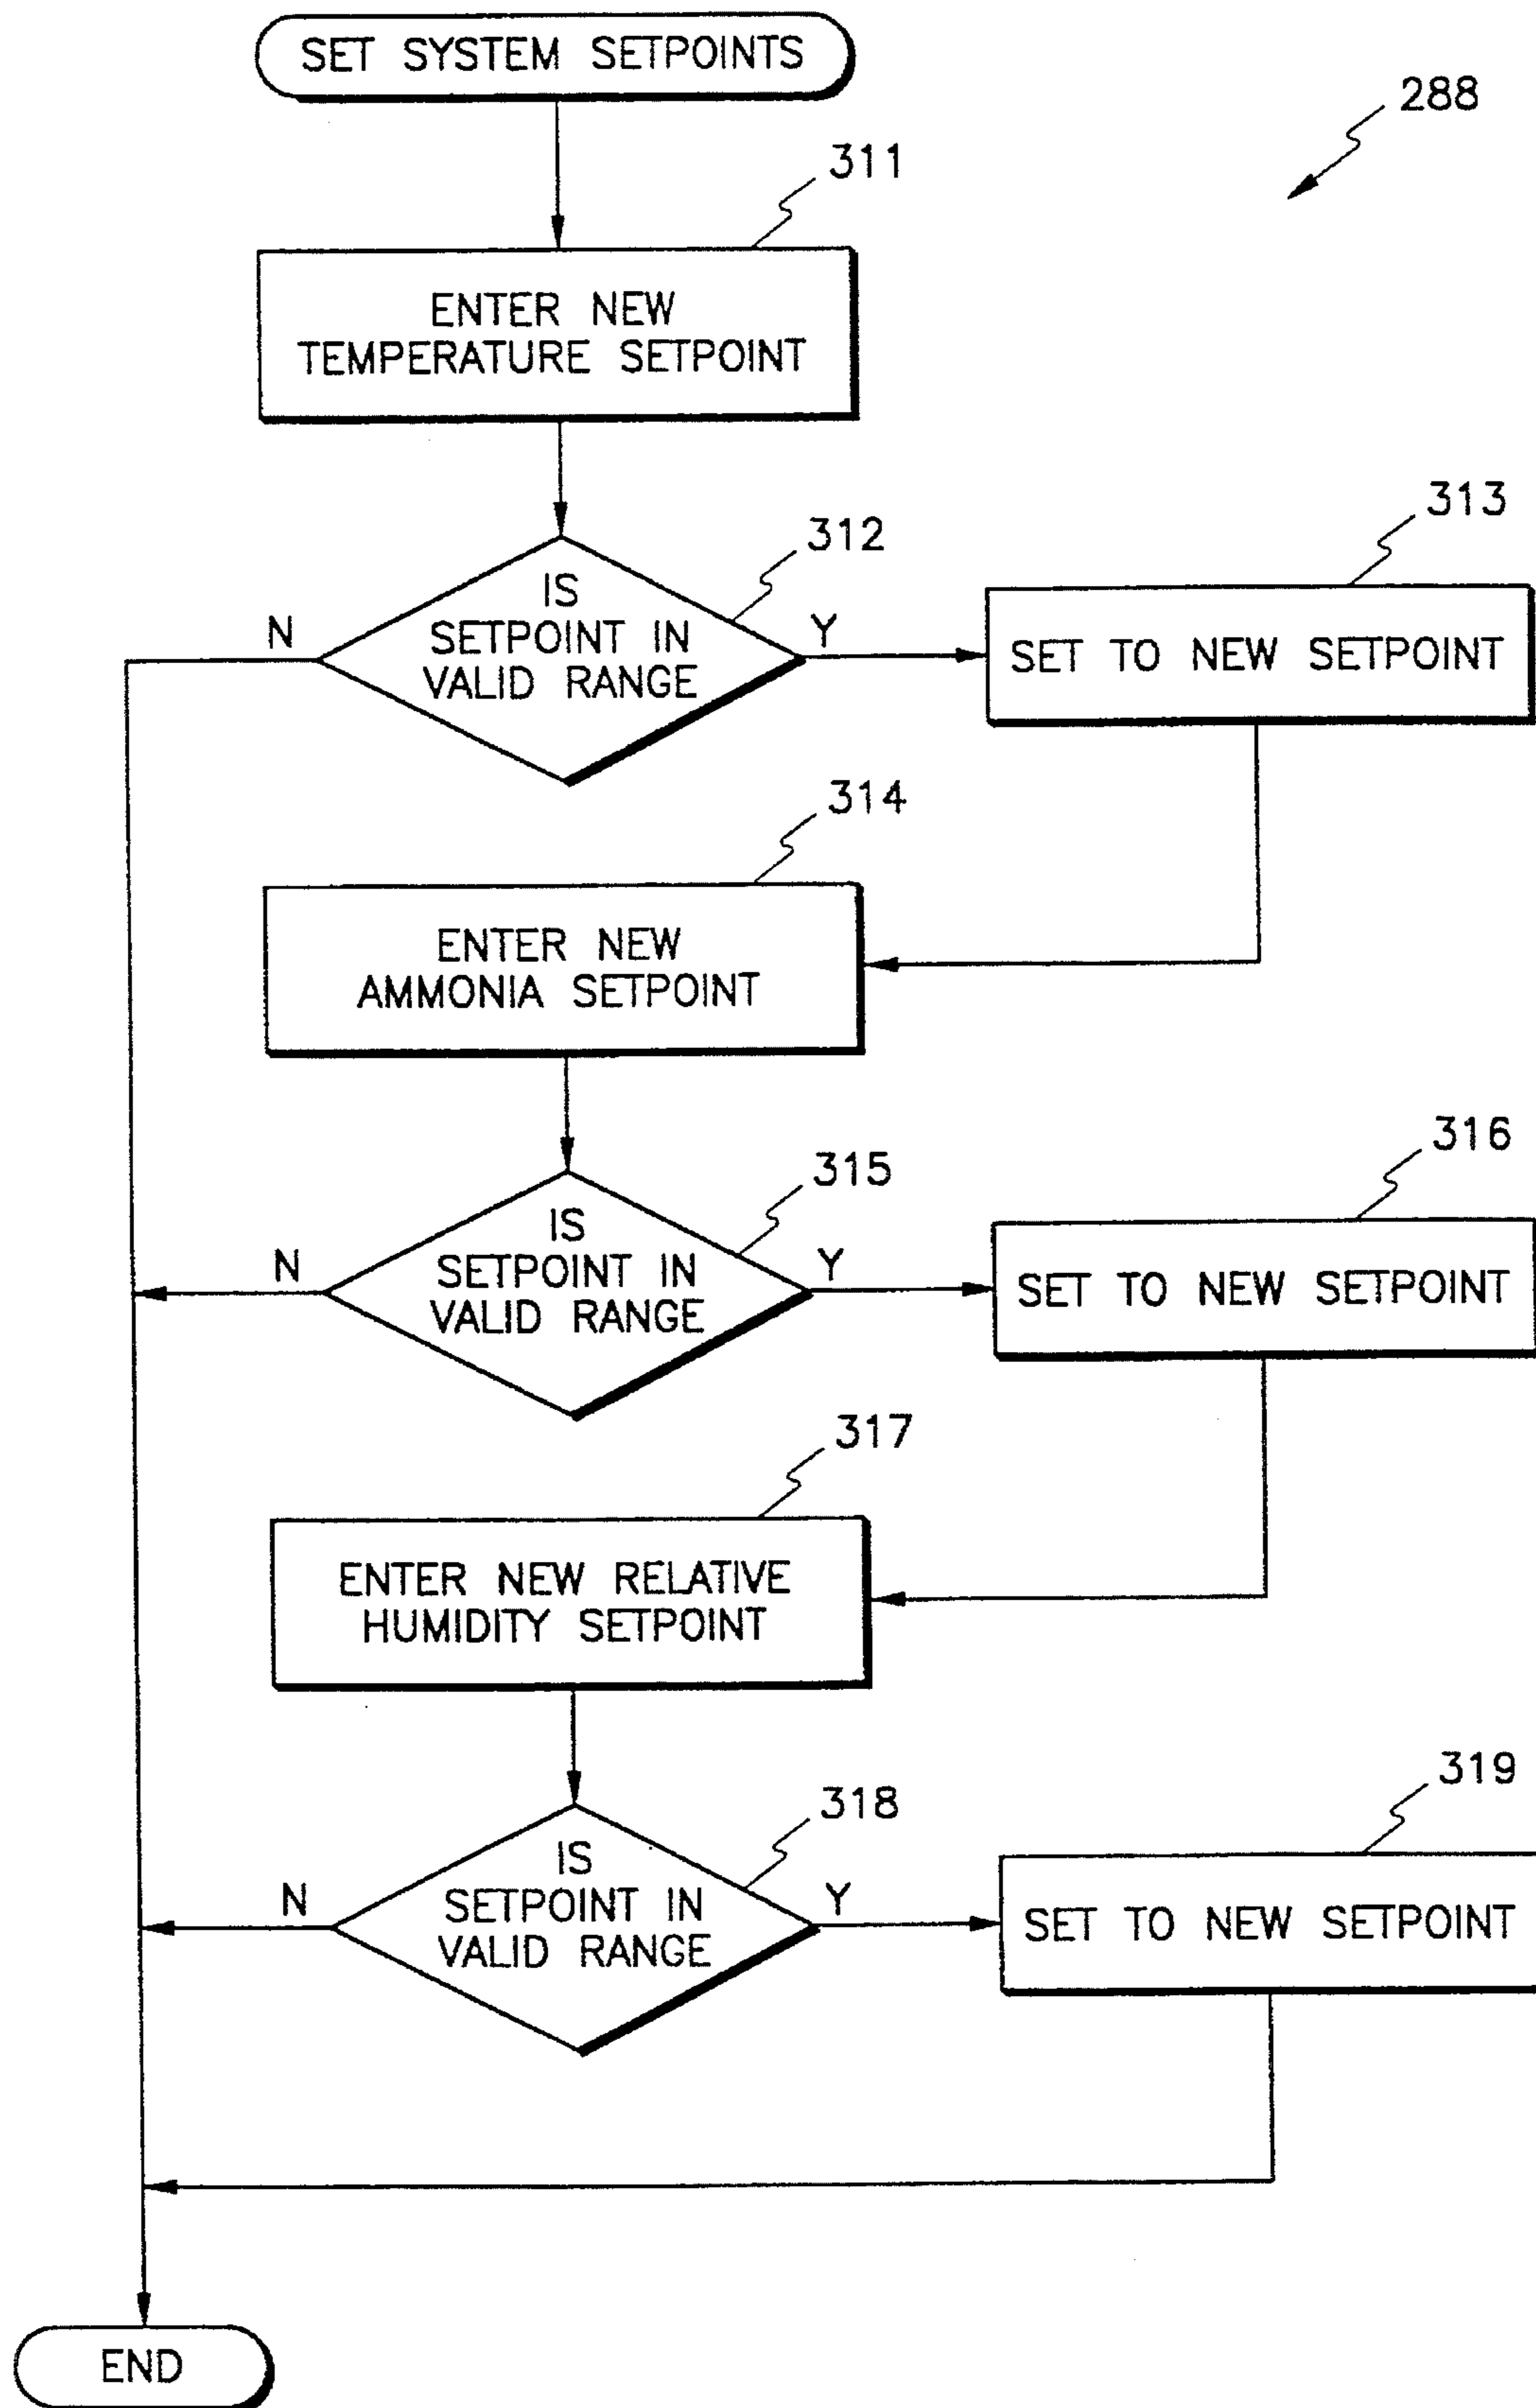 SET SYSTEM SETPOINTS
288
311
ENTER NEW
TEMPERATURE SETPOINT
312
IS
SETPOINT IN
VALID RANGE
N
Y
313
SET TO NEW SETPOINT
314
ENTER NEW
AMMONIA SETPOINT
315
IS
SETPOINT IN
VALID RANGE
N
Y
316
SET TO NEW SETPOINT
317
ENTER NEW RELATIVE
HUMIDITY SETPOINT
318
IS
SETPOINT IN
VALID RANGE
N
Y
319
SET TO NEW SETPOINT
END